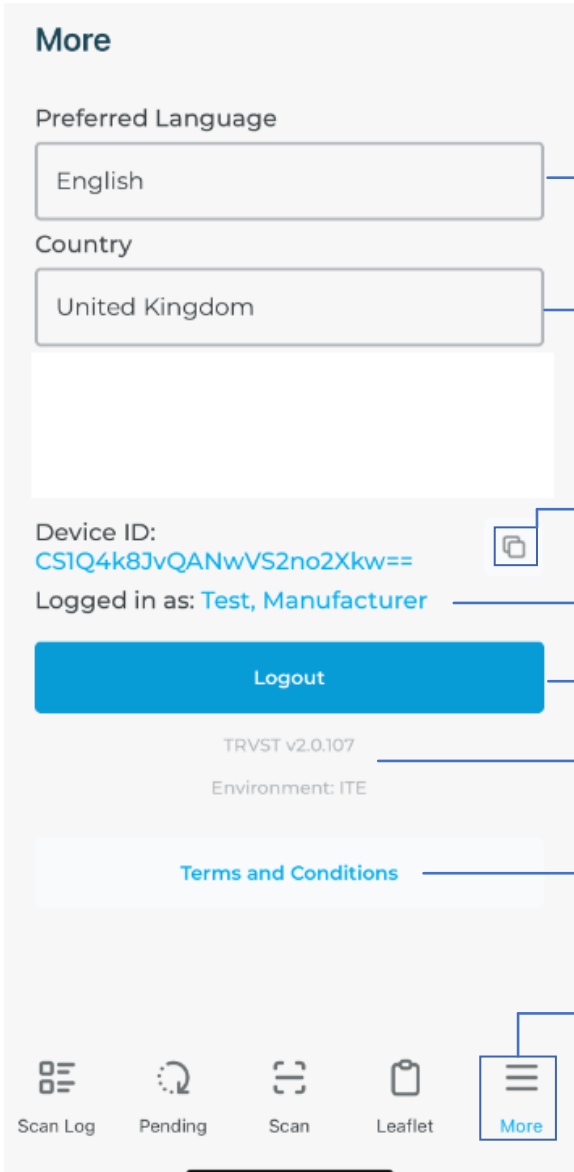 More
Preferred Language
English
Country
United Kingdom
Device ID:
CS1Q4k8JvQANwVS2no2Xkw==
Logged in as: Test, Manufacturer
Logout
TRVST v2.0.107
Environment: ITE
Terms and Conditions
Scan Log Pending Scan Leaflet More